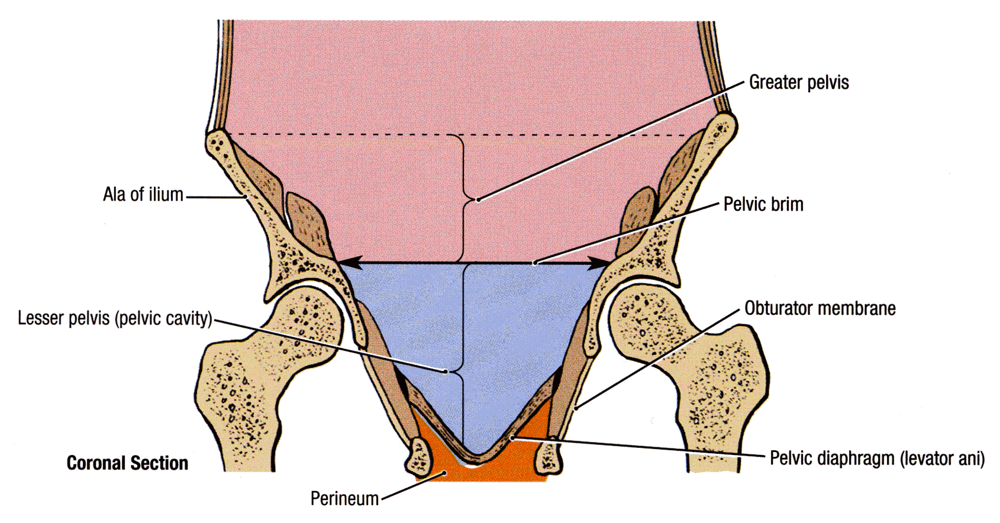 Greater pelvis
Ala of ilium
Pelvic brim
Obturator membrane
Lesser pelvis (pelvic cavity)
Pelvic diaphragm (levator ani)
Coronal Section
Perineum